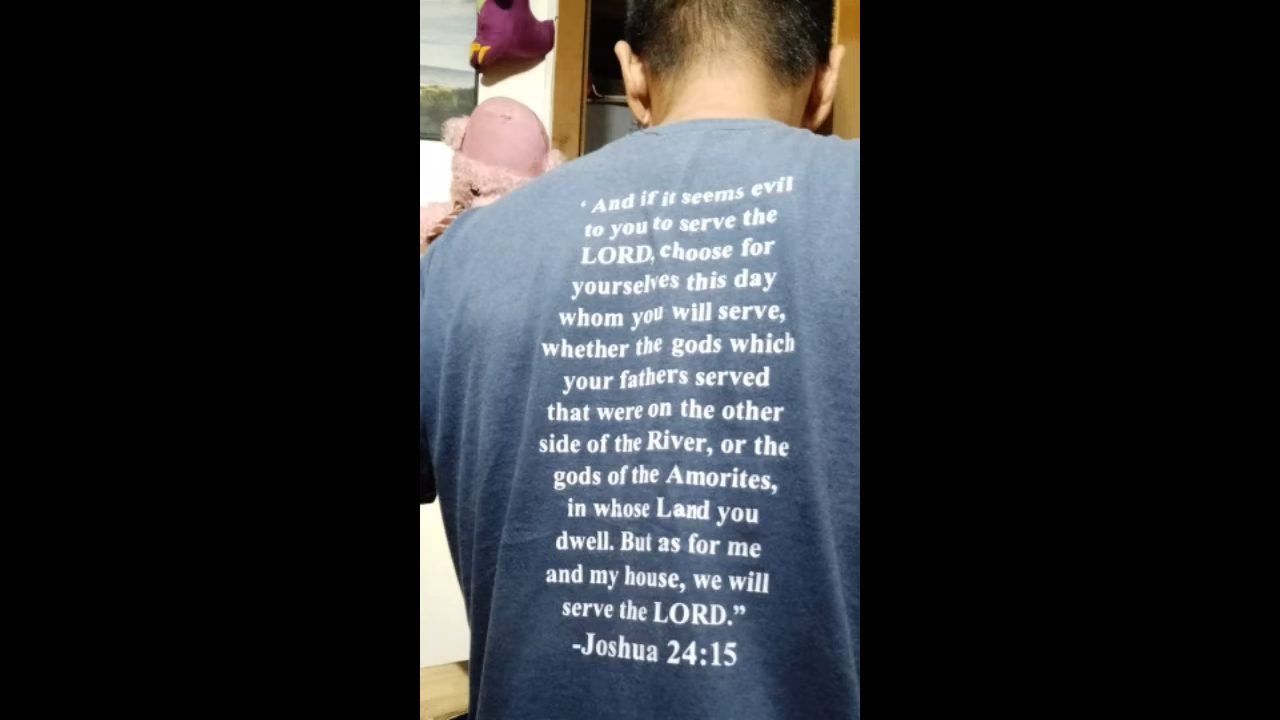 ‘ And if it seems evil
to you to serve the
LORD, choose for
yourselves this day
whom you will serve,
whether the gods which
your fathers served
that were on the other
side of the River, or the
gods of the Amorites,
in whose Land you
dwell. But as for me
and my house, we will
serve the LORD.”
-Joshua 24:15